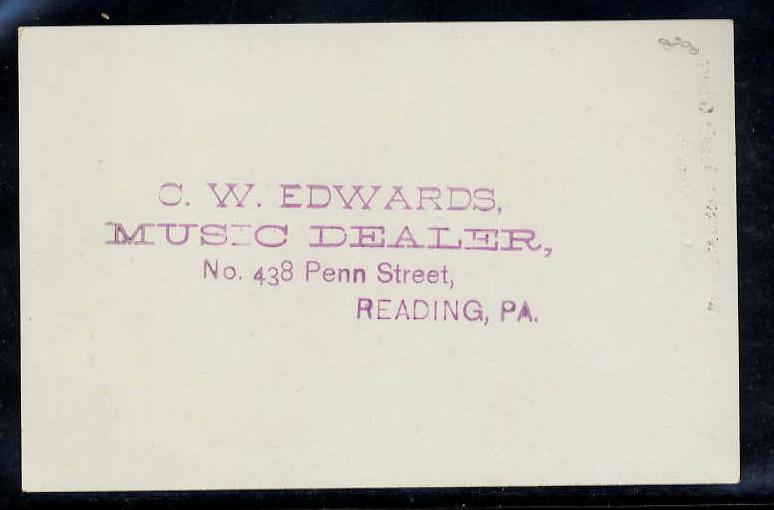 C. W. EDWARDS,
MUSIC DEALER,
No. 438 Penn Street,
READING, PA.